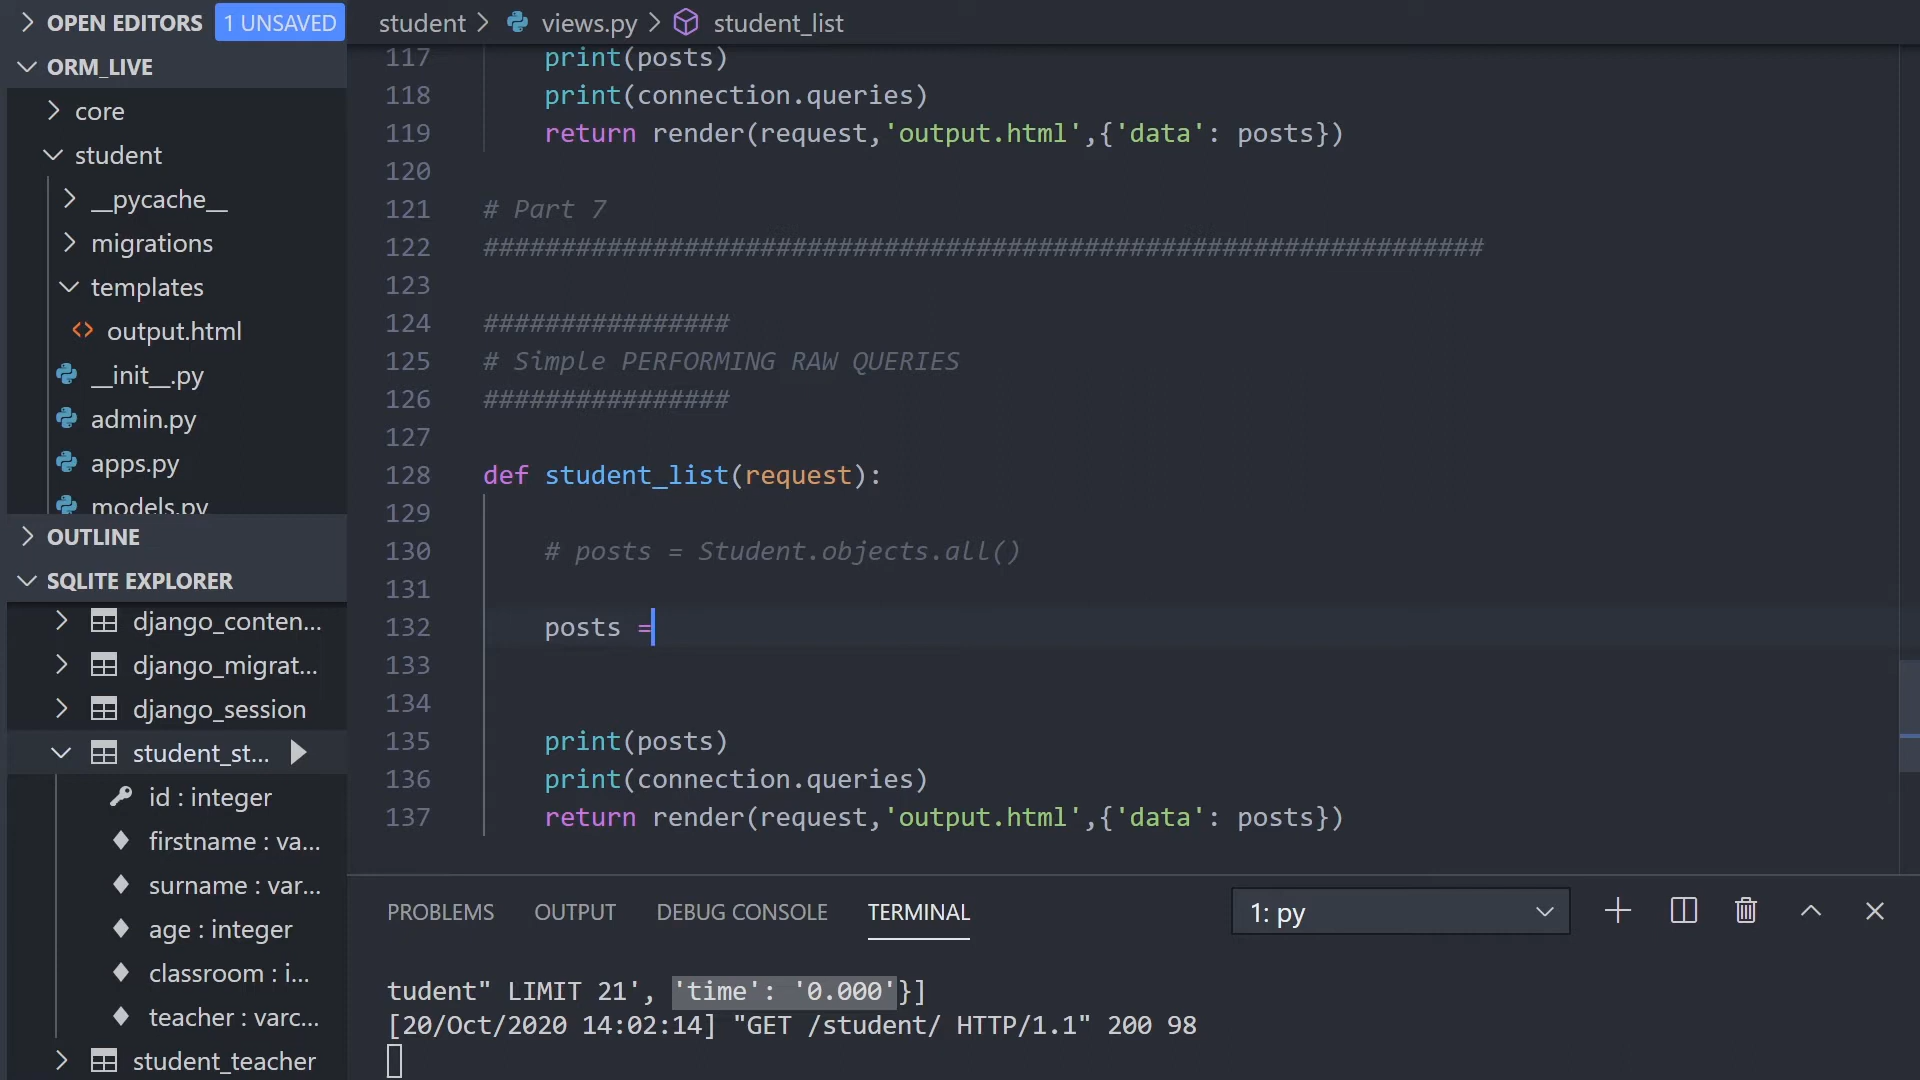 OPEN EDITORS 1 UNSAVED
ORM_LIVE
core
student
__pycache__
migrations
templates
output.html
__init__.py
admin.py
apps.py
models.py
OUTLINE
SQLITE EXPLORER
django_conten...
django_migrat...
django_session
student_st...
id : integer
firstname : va...
surname : var...
age : integer
classroom : i...
teacher : varc...
student_teacher
student > views.py > student_list
117 print(posts)
118 print(connection.queries)
119 return render(request,'output.html',{'data': posts})
120
121 # Part 7
122 #################################################################
123
124 ################
125 # Simple PERFORMING RAW QUERIES
126 ################
127
128 def student_list(request):
129
130 # posts = Student.objects.all()
131
132 posts =
133
134
135 print(posts)
136 print(connection.queries)
137 return render(request,'output.html',{'data': posts})
PROBLEMS OUTPUT DEBUG CONSOLE TERMINAL 1: py
tudent" LIMIT 21', 'time': '0.000'}]
[20/Oct/2020 14:02:14] "GET /student/ HTTP/1.1" 200 98